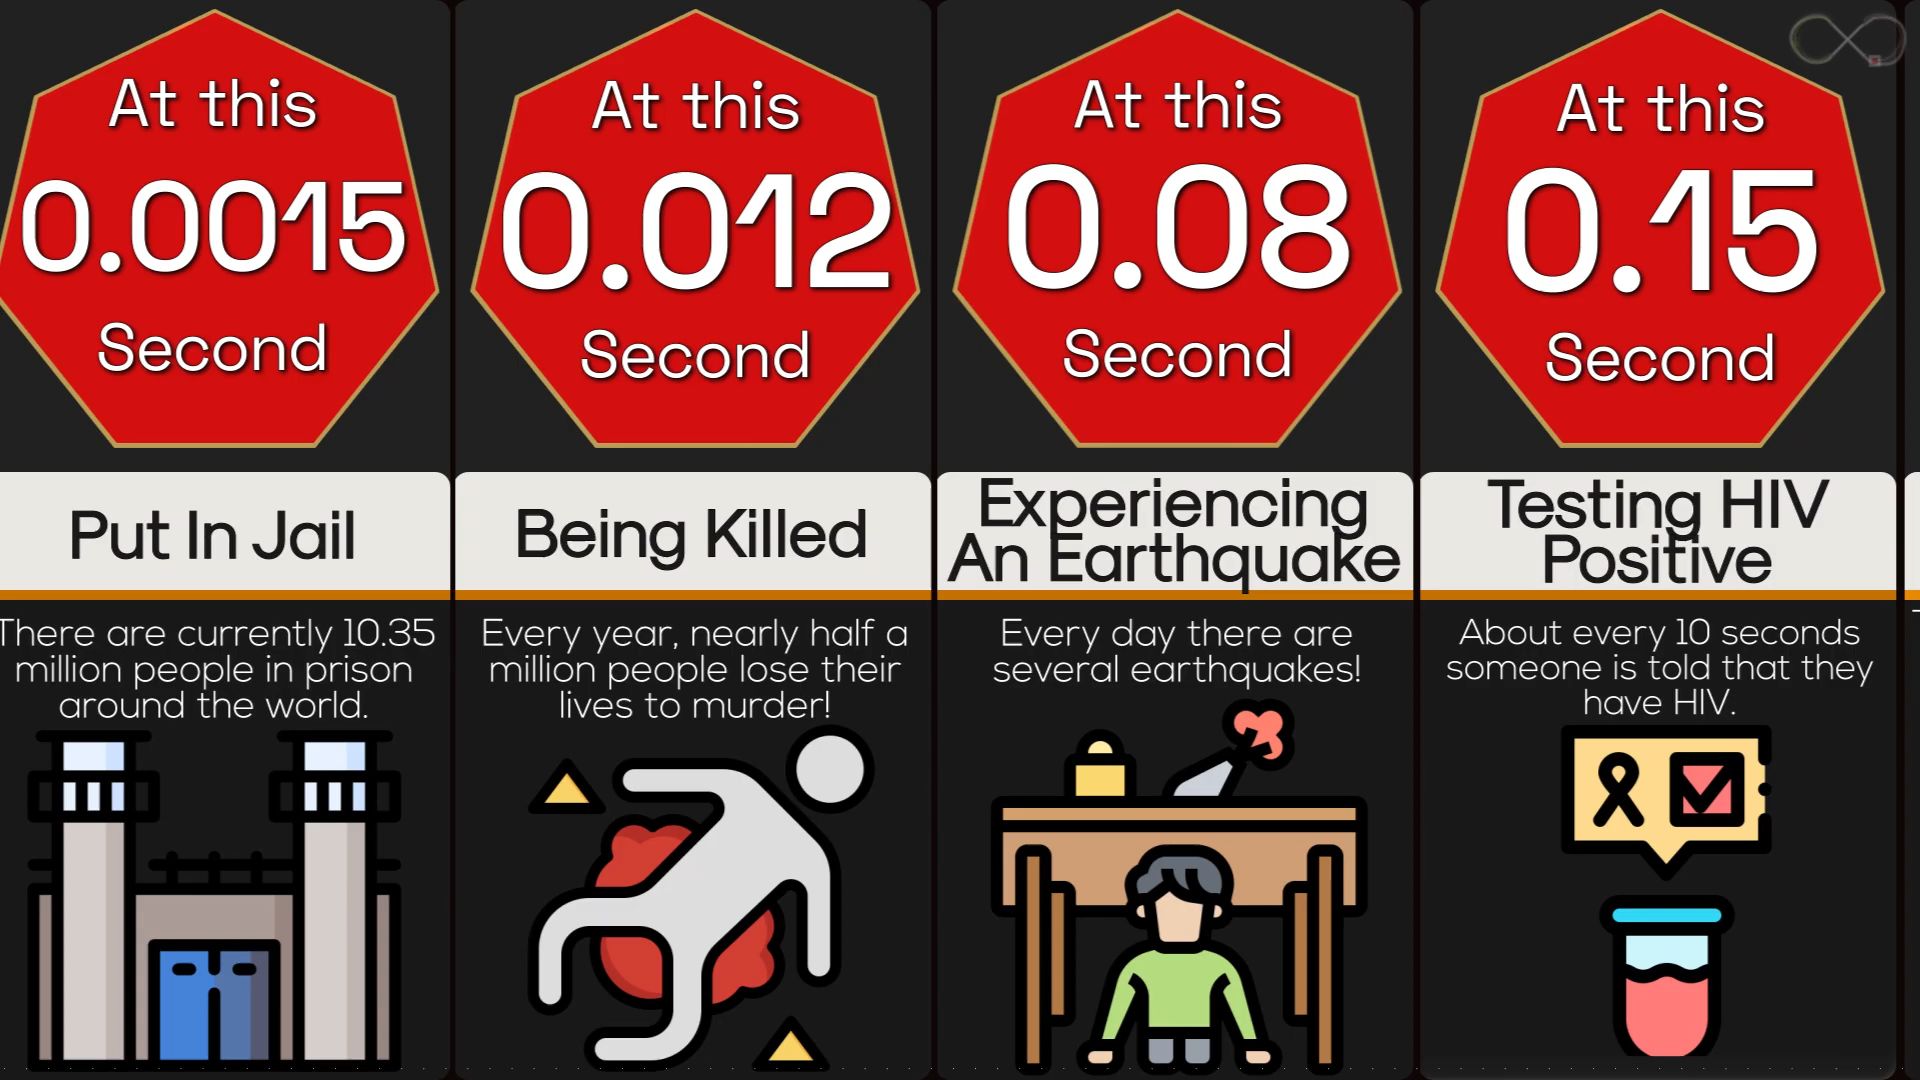 At this
0.0015
Second
Put In Jail
There are currently 10.35
million people in prison
around the world.
At this
0.012
Second
Being Killed
Every year, nearly half a
million people lose their
lives to murder!
At this
0.08
Second
Experiencing
An Earthquake
Every day there are
several earthquakes!
At this
0.15
Second
Testing HIV
Positive
About every 10 seconds
someone is told that they
have HIV.